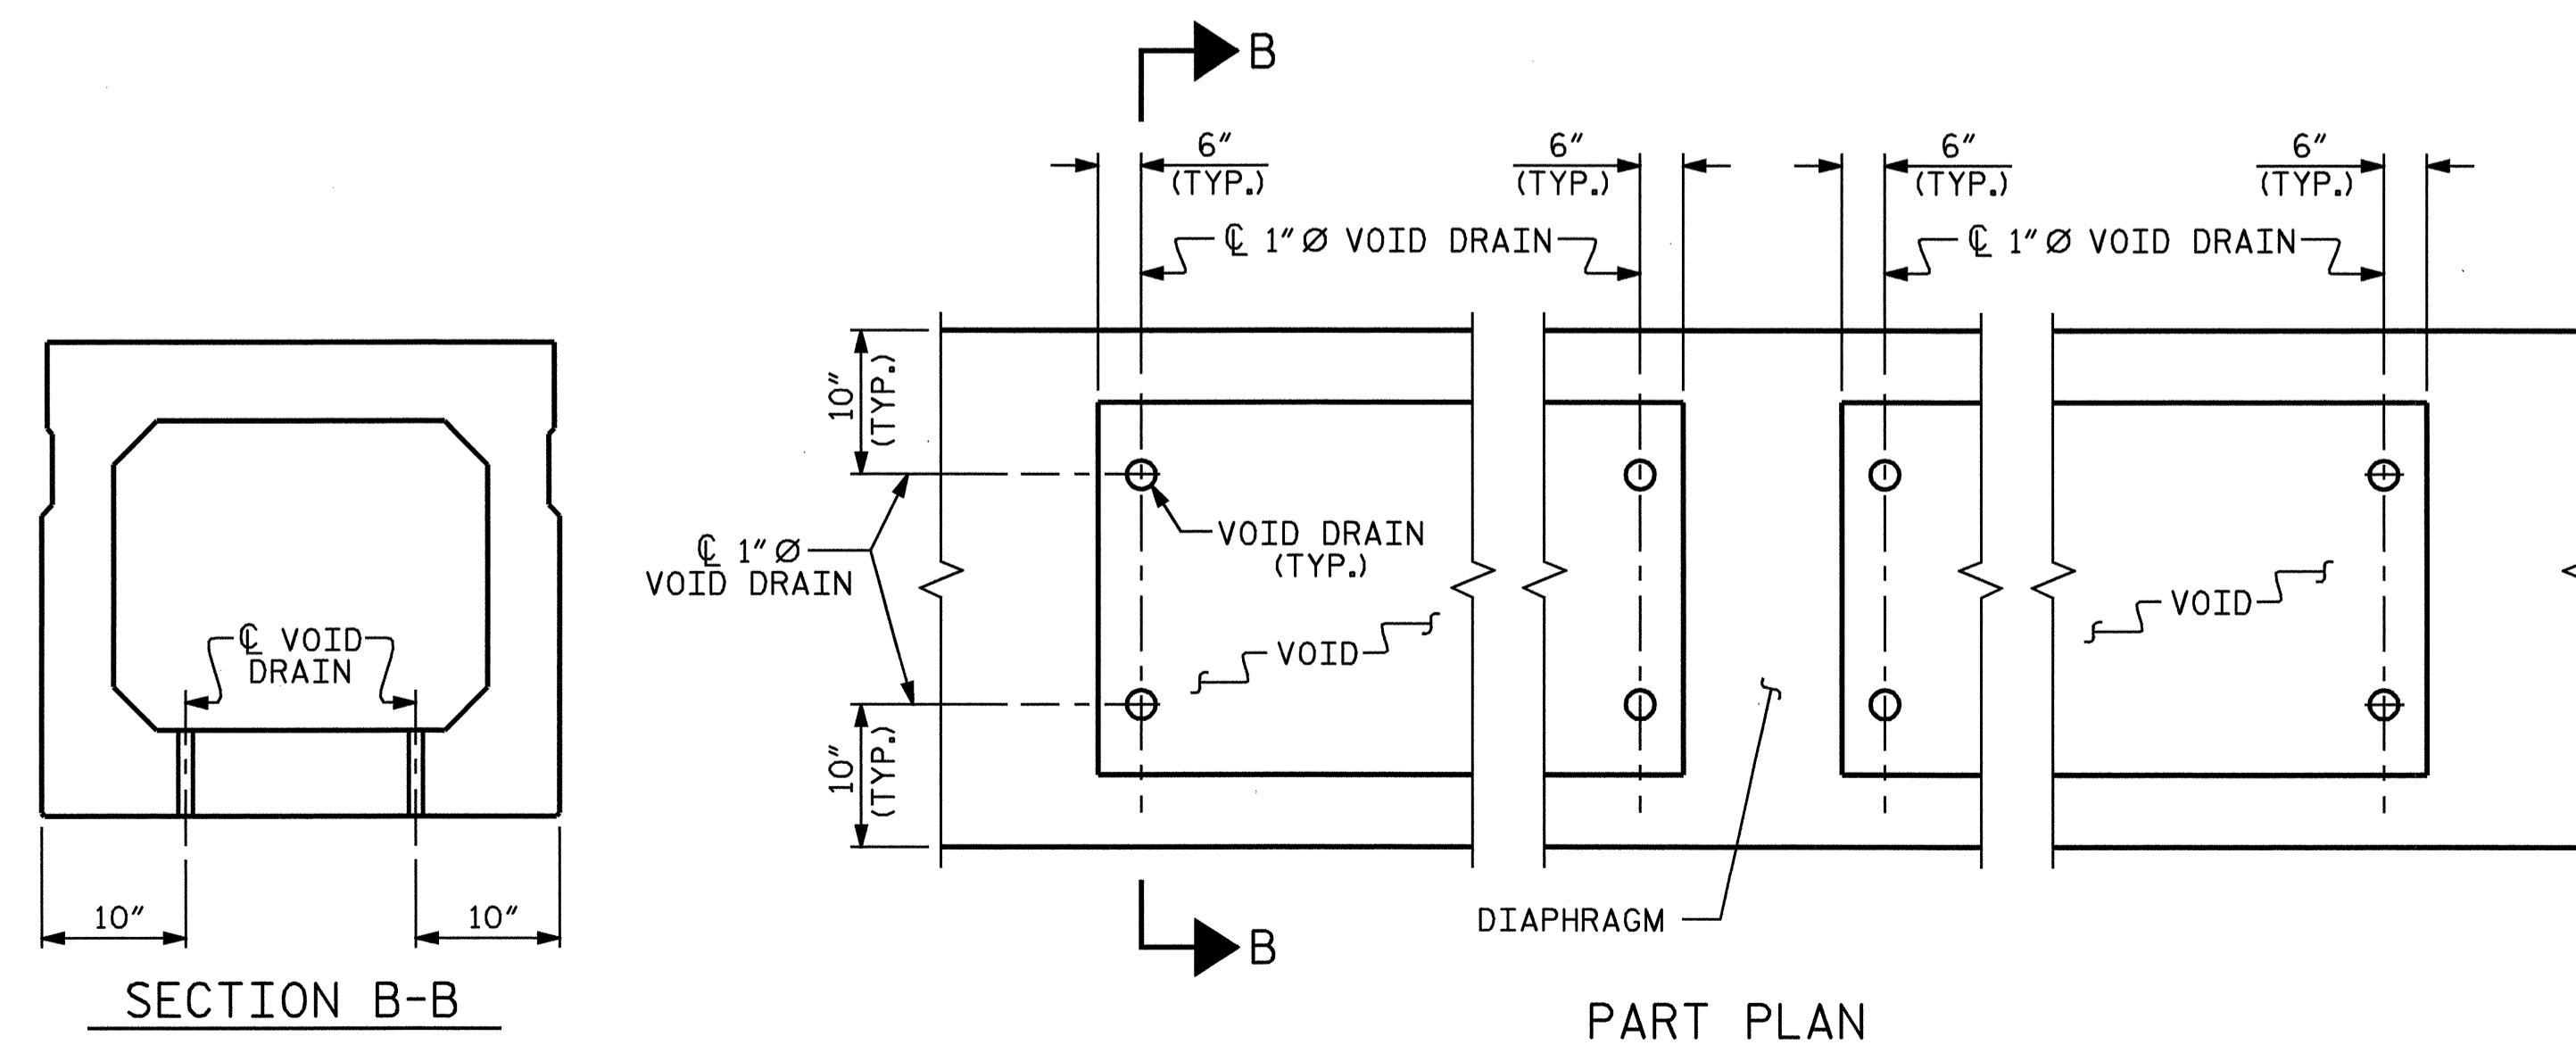 B
6" 6" 6" 6"
(TYP.) (TYP.) (TYP.) (TYP.)
℄ 1" Ø VOID DRAIN ℄ 1" Ø VOID DRAIN
10"
(TYP.)
℄ 1" Ø
VOID DRAIN
VOID DRAIN
(TYP.)
VOID
VOID
10"
(TYP.)
DIAPHRAGM
B
PART PLAN
℄ VOID
DRAIN
10" 10"
SECTION B-B